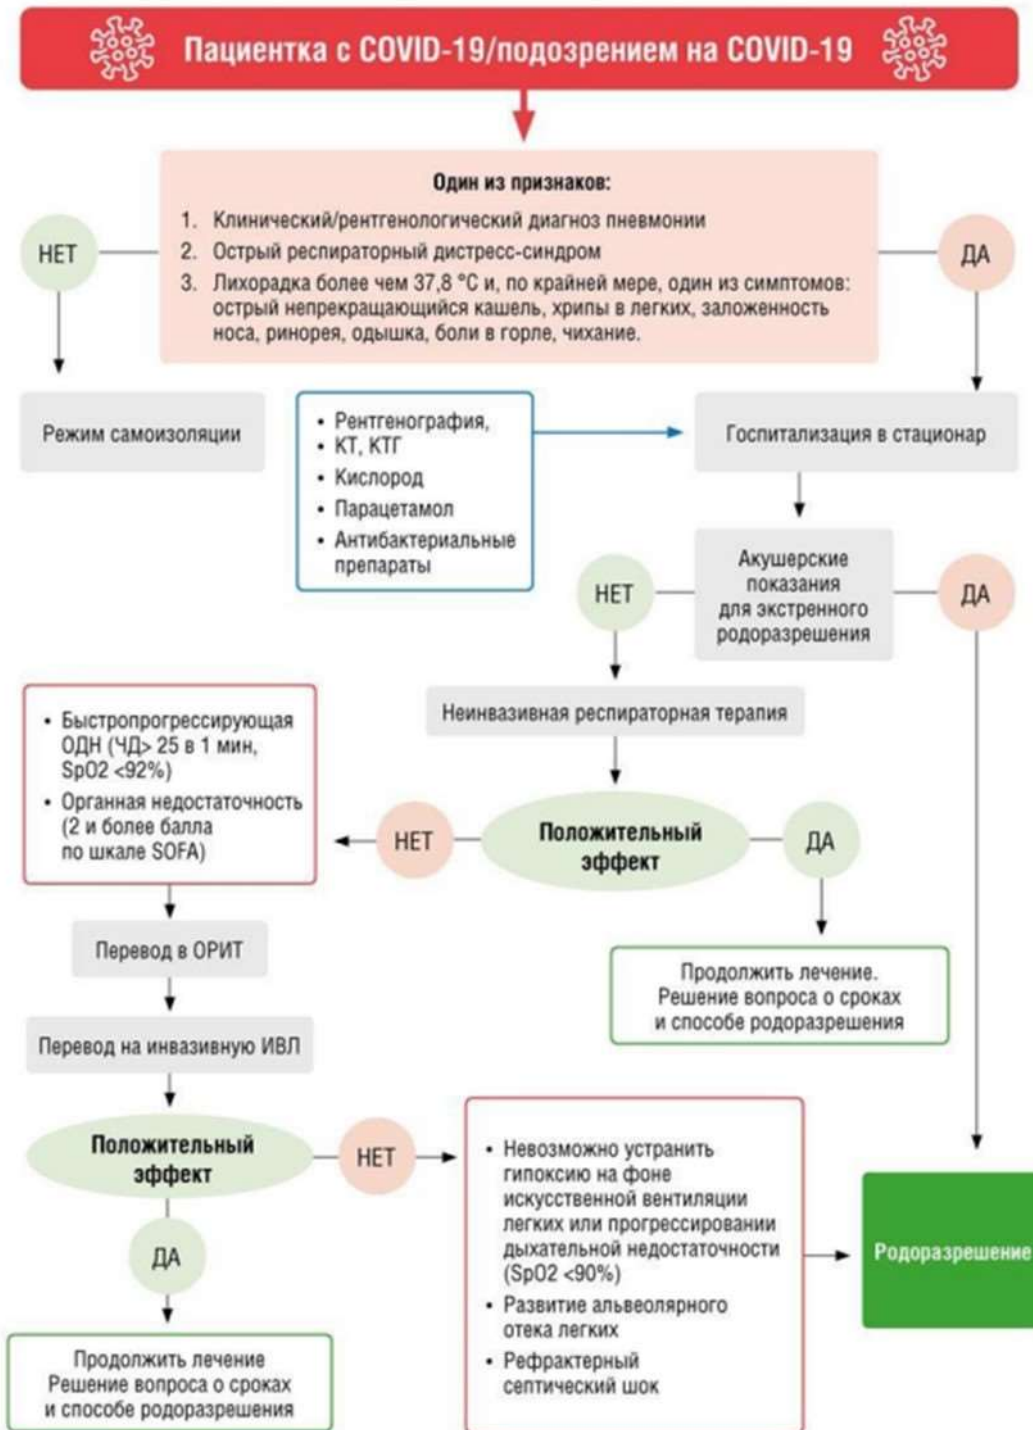 Пациентка с COVID-19/подозрением на COVID-19
Один из признаков:
1. Клинический/рентгенологический диагноз пневмонии
2. Острый респираторный дистресс-синдром
3. Лихорадка более чем 37,8 °C и, по крайней мере, один из симптомов:
острый непрекращающийся кашель, хрипы в легких, заложенность
носа, ринорея, одышка, боли в горле, чихание.
НЕТ
ДА
Режим самоизоляции
• Рентгенография,
• КТ, КТГ
• Кислород
• Парацетамол
• Антибактериальные
препараты
Госпитализация в стационар
Акушерские
показания
для экстренного
родоразрешения
НЕТ
ДА
Неинвазивная респираторная терапия
• Быстропрогрессирующая
ОДН (ЧД> 25 в 1 мин,
SpO2 <92%)
• Органная недостаточность
(2 и более балла
по шкале SOFA)
НЕТ
Положительный
эффект
ДА
Перевод в ОРИТ
Продолжить лечение.
Решение вопроса о сроках
и способе родоразрешения
Перевод на инвазивную ИВЛ
Положительный
эффект
НЕТ
ДА
• Невозможно устранить
гипоксию на фоне
искусственной вентиляции
легких или прогрессировании
дыхательной недостаточности
(SpO2 <90%)
• Развитие альвеолярного
отека легких
• Рефрактерный
септический шок
Родоразрешение
Продолжить лечение
Решение вопроса о сроках
и способе родоразрешения